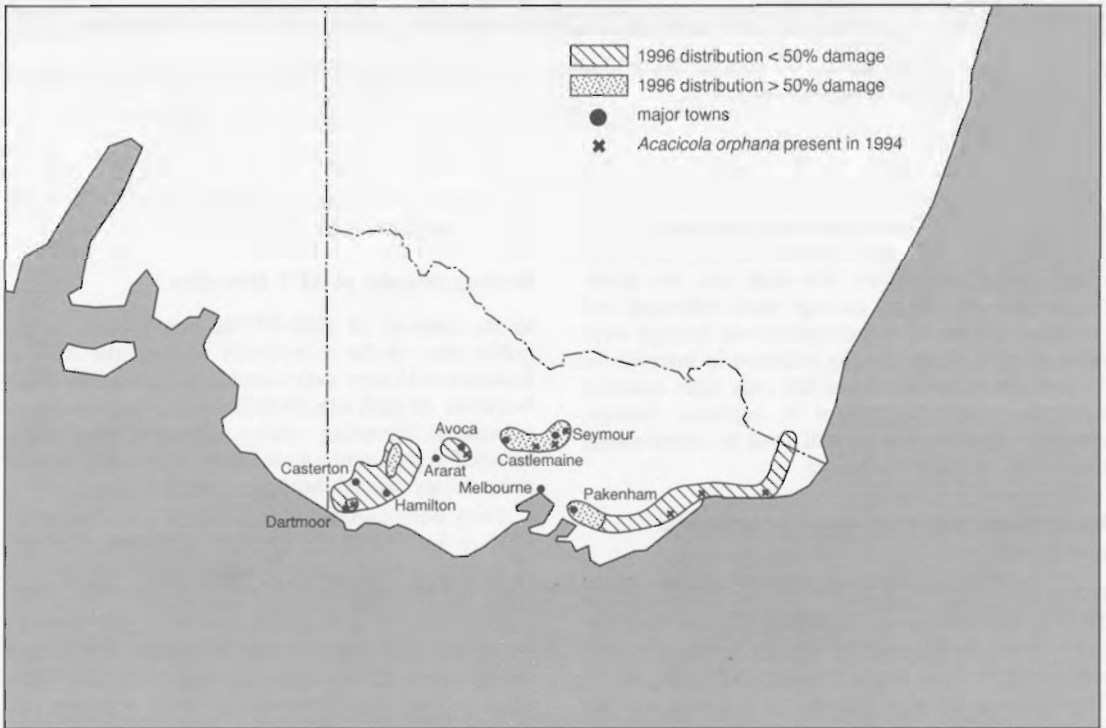 1996 distribution < 50% damage
1996 distribution > 50% damage
major towns
Acacicola orphana present in 1994
Avoca
Seymour
Castlemaine
Casterton
Ararat
Melbourne
Pakenham
Hamilton
Dartmoor